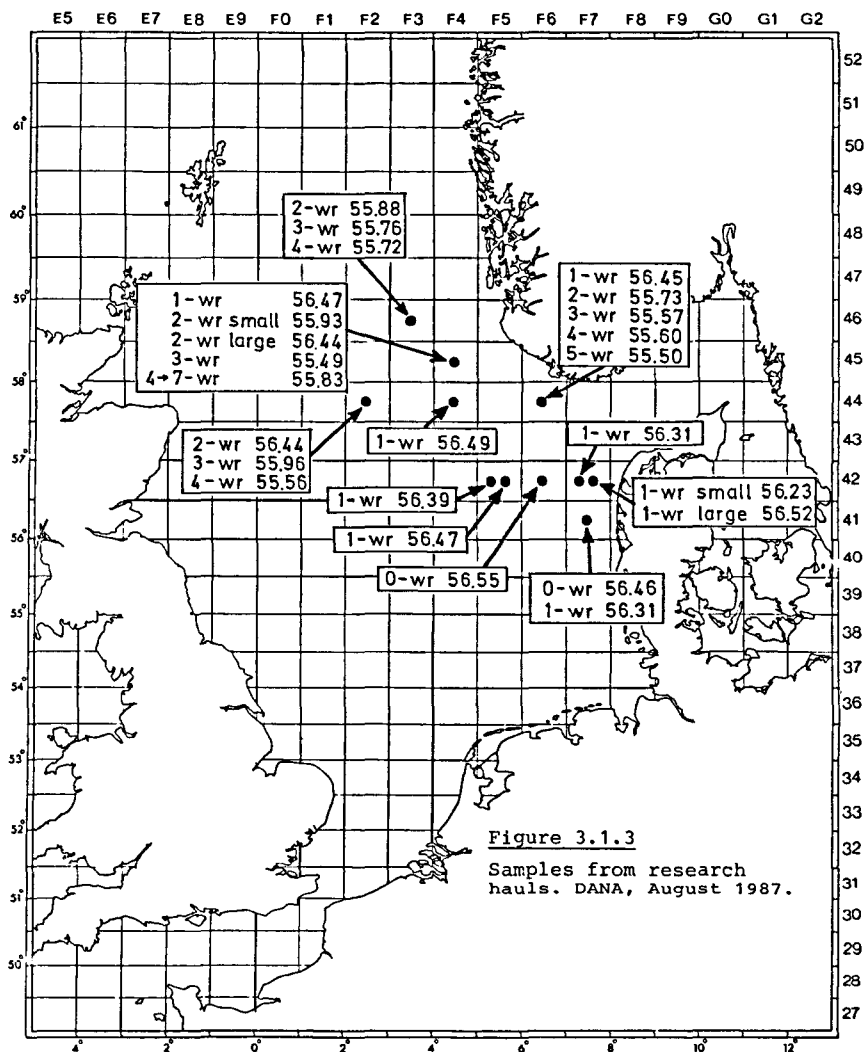 E5 E6 E7 E8 E9 F0 F1 F2 F3 F4 F5 F6 F7 F8 F9 G0 G1 G2
52
51
61°
50
49
2-wr 55.88
60°
3-wr 55.76
48
4-wr 55.72
1-wr 56.45
47
2-wr 55.73
59°
1-wr 56.47
3-wr 55.57
2-wr small 55.93
4-wr 55.60
46
2-wr large 56.44
5-wr 55.50
3-wr 55.49
4→7-wr 55.83
45
58°
44
2-wr 56.44
1-wr 56.49
1-wr 56.31
43
3-wr 55.96
57°
4-wr 55.56
42
1-wr 56.39
1-wr small 56.23
1-wr large 56.52
41
1-wr 56.47
56°
40
0-wr 56.55
39
0-wr 56.46
1-wr 56.31
55°
38
37
54°
36
35
53°
34
33
52°
Figure 3.1.3
32
Samples from research
31
hauls. DANA, August 1987.
51°
30
29
50°
28
27
4° 2° 0° 2° 4° 6° 8° 10° 12°